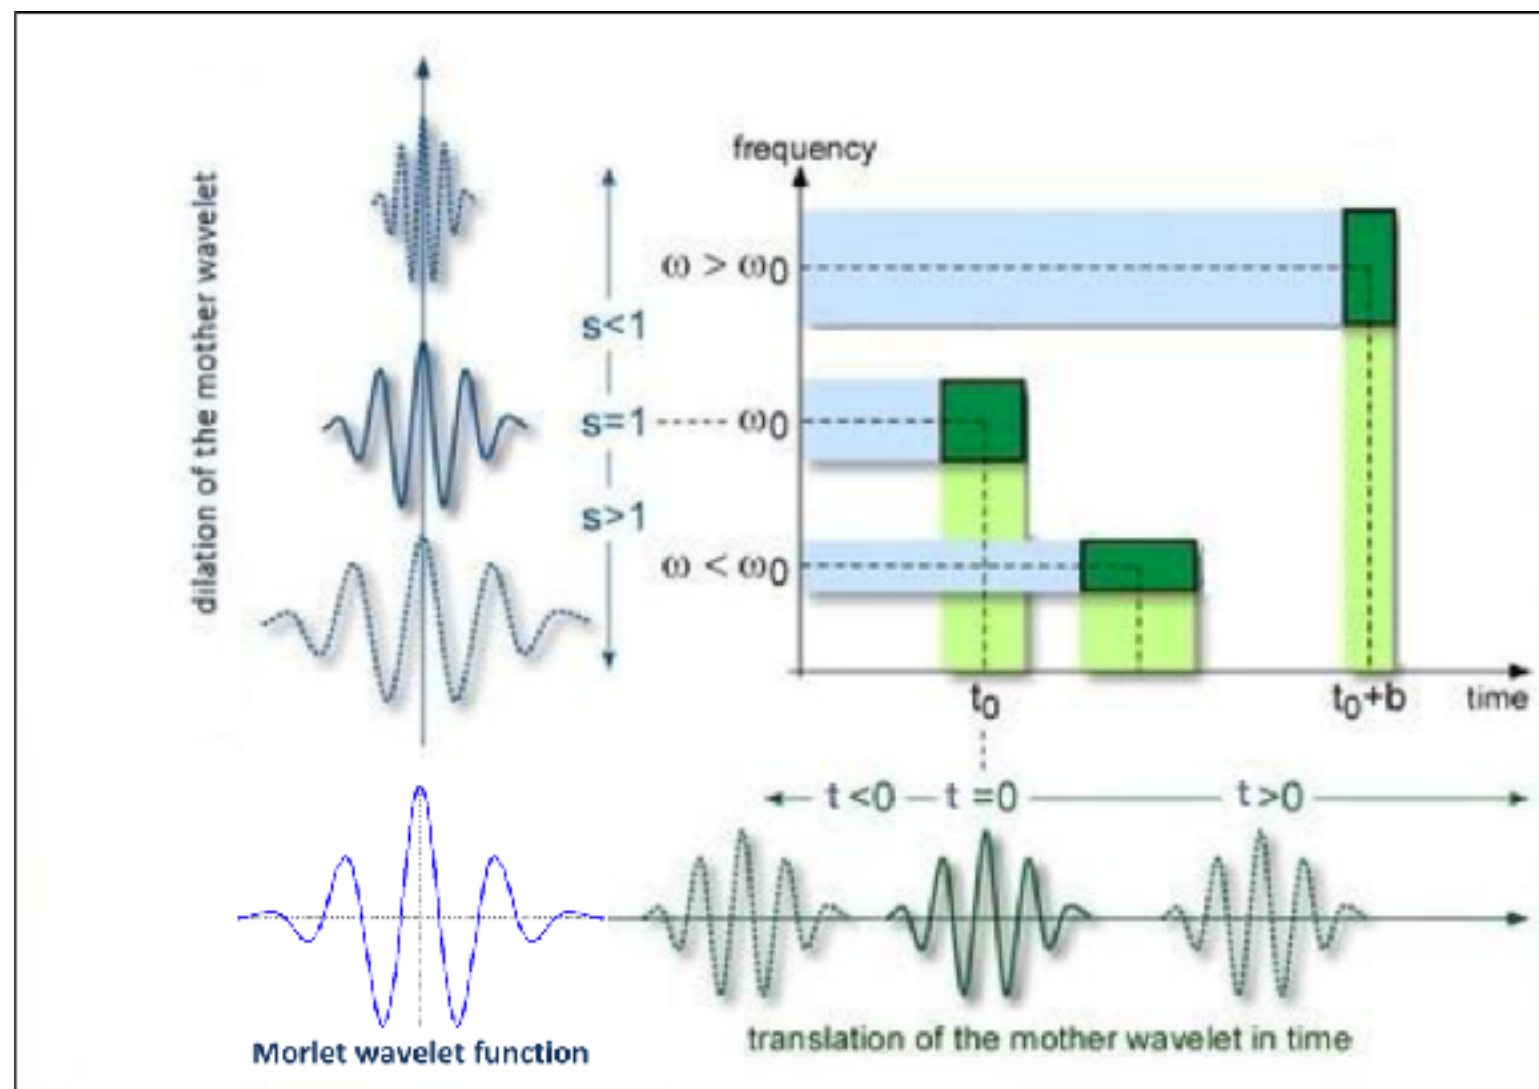 dilation of the mother wavelet
s<1
s=1
s>1
frequency
ω > ω0
ω0
ω < ω0
t0
t0+b
time
t <0
t =0
t>0
Morlet wavelet function
translation of the mother wavelet in time